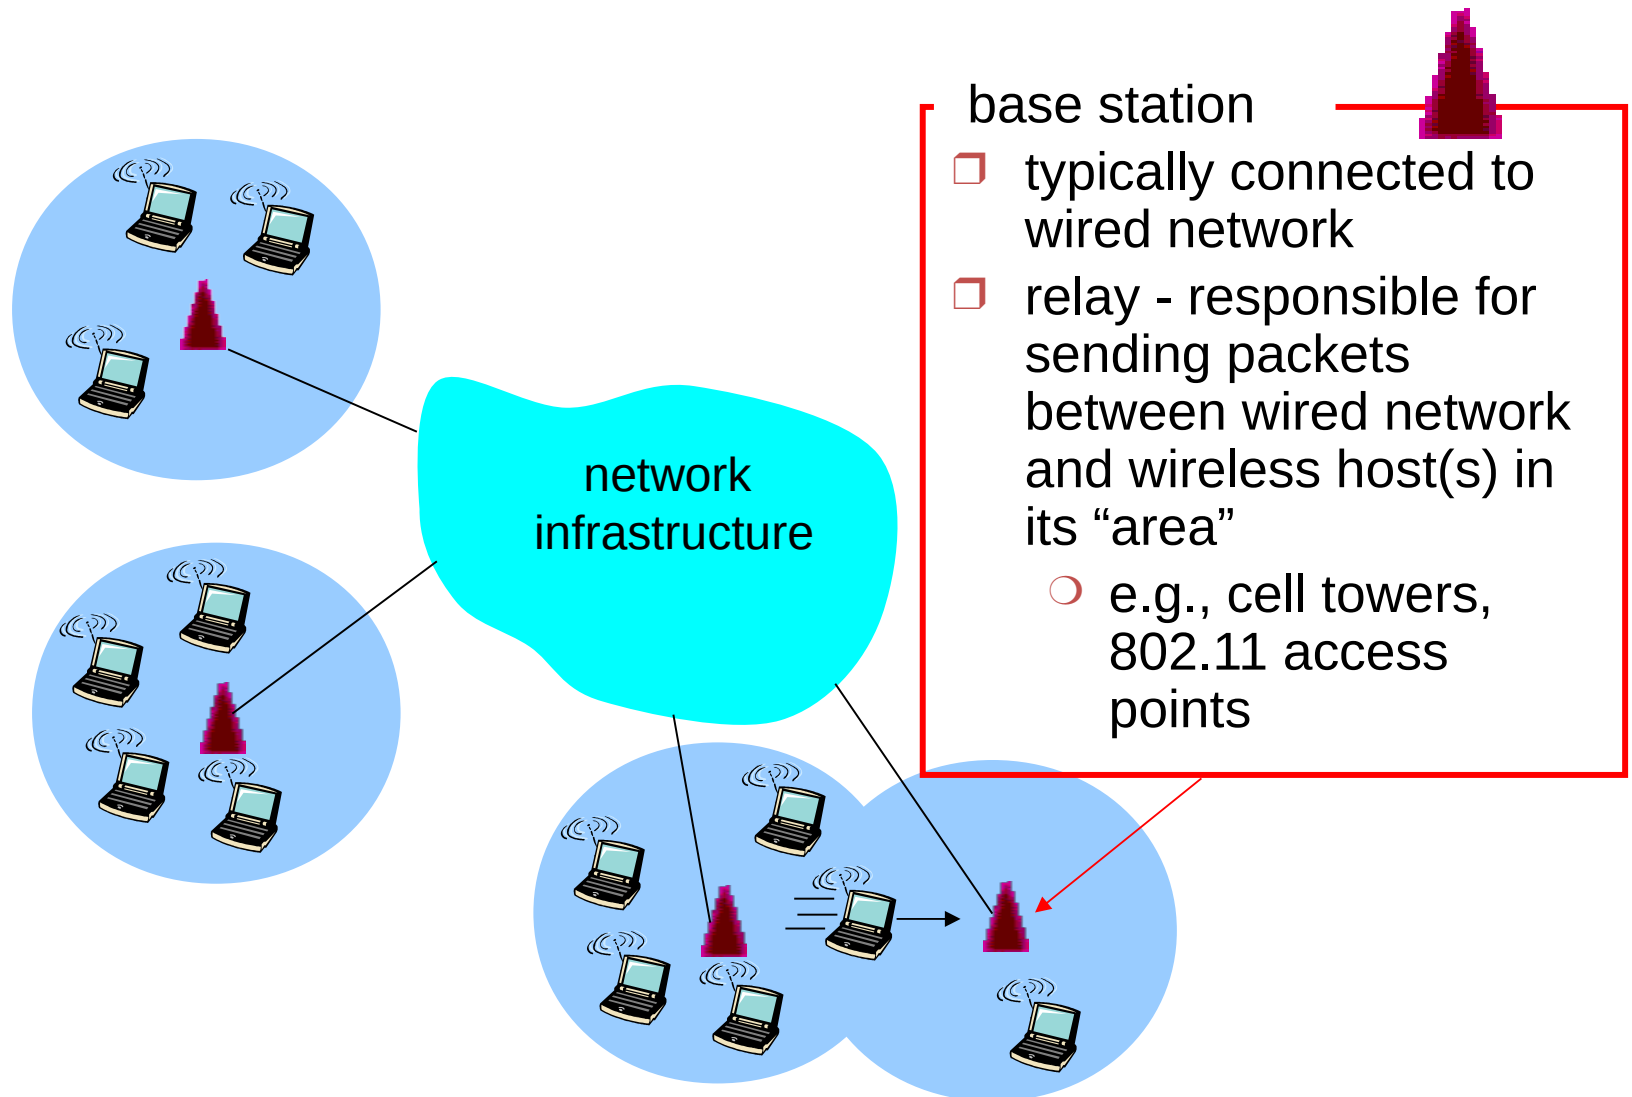 base station
❒ typically connected to
wired network
❒ relay - responsible for
sending packets
between wired network
and wireless host(s) in
its “area”
❍ e.g., cell towers,
802.11 access
points
network
infrastructure